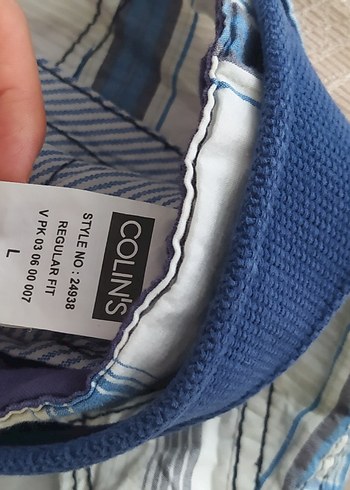 COLIN'S
STYLE NO : 24938
REGULAR FIT
V PK 03 06 00 007
L